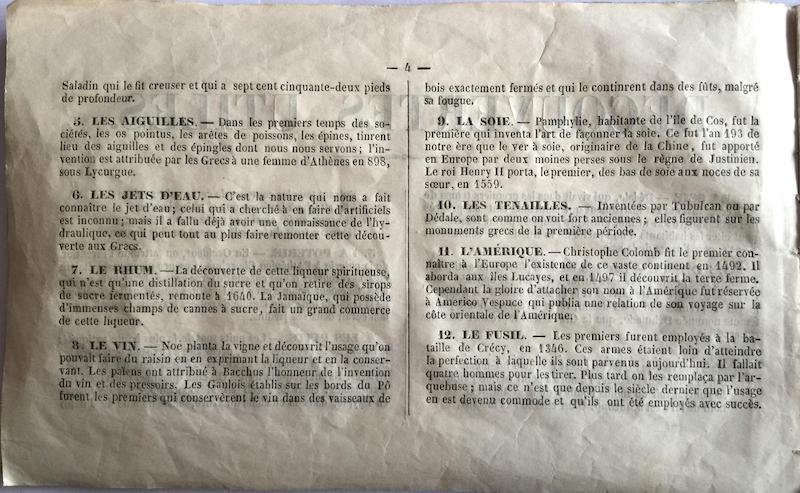 — 4 —
Saladin qui le fit creuser et qui a sept cent cinquante-deux pieds
de profondeur.
5. LES AIGUILLES. — Dans les premiers temps des so-
ciétés, les os pointus, les arêtes de poissons, les épines, tinrent
lieu des aiguilles et des épingles dont nous nous servons ; l'in-
vention est attribuée par les Grecs à une femme d'Athènes en 898,
sous Lycurgue.
6. LES JETS D'EAU. — C'est la nature qui nous a fait
connaître le jet d'eau ; celui qui a cherché à en faire d'artificiels
est inconnu ; mais il a fallu déjà avoir une connaissance de l'hy-
draulique, ce qui peut tout au plus faire remonter cette décou-
verte aux Grecs.
7. LE RHUM. — La découverte de cette liqueur spiritueuse,
qui n'est qu'une distillation du sucre et qu'on retire des sirops
de sucre fermentés, remonte à 1640. La Jamaïque, qui possède
d'immenses champs de cannes à sucre, fait un grand commerce
de cette liqueur.
8. LE VIN. — Noé planta la vigne et découvrit l'usage qu'on
pouvait faire du raisin en en exprimant la liqueur et en la conser-
vant. Les païens ont attribué à Bacchus l'honneur de l'invention
du vin et des pressoirs. Les Gaulois établis sur les bords du Pô
furent les premiers qui conservèrent le vin dans des vaisseaux de
bois exactement fermés et qui le continrent dans des fûts, malgré
sa fougue.
9. LA SOIE. — Pamphylie, habitante de l'île de Cos, fut la
première qui inventa l'art de façonner la soie. Ce fut l'an 193 de
notre ère que le ver à soie, originaire de la Chine, fut apporté
en Europe par deux moines perses sous le règne de Justinien.
Le roi Henry II porta, le premier, des bas de soie aux noces de sa
sœur, en 1559.
10. LES TENAILLES. — Inventées par Tubulcan ou par
Dédale, sont comme on voit fort anciennes ; elles figurent sur les
monuments grecs de la première période.
11. L'AMÉRIQUE. — Christophe Colomb fit le premier con-
naître à l'Europe l'existence de ce vaste continent en 1492. Il
aborda aux îles Lucayes, et en 1497 il découvrit la terre ferme.
Cependant la gloire d'attacher son nom à l'Amérique fut réservée
à Americo Vespuce qui publia une relation de son voyage sur la
côte orientale de l'Amérique.
12. LE FUSIL. — Les premiers furent employés à la ba-
taille de Crécy, en 1346. Ces armes étaient loin d'atteindre
la perfection à laquelle ils sont parvenus aujourd'hui. Il fallait
quatre hommes pour les tirer. Plus tard on les remplaça par l'ar-
quebuse ; mais ce n'est que depuis le siècle dernier que l'usage
en est devenu commode et qu'ils ont été employés avec succès.